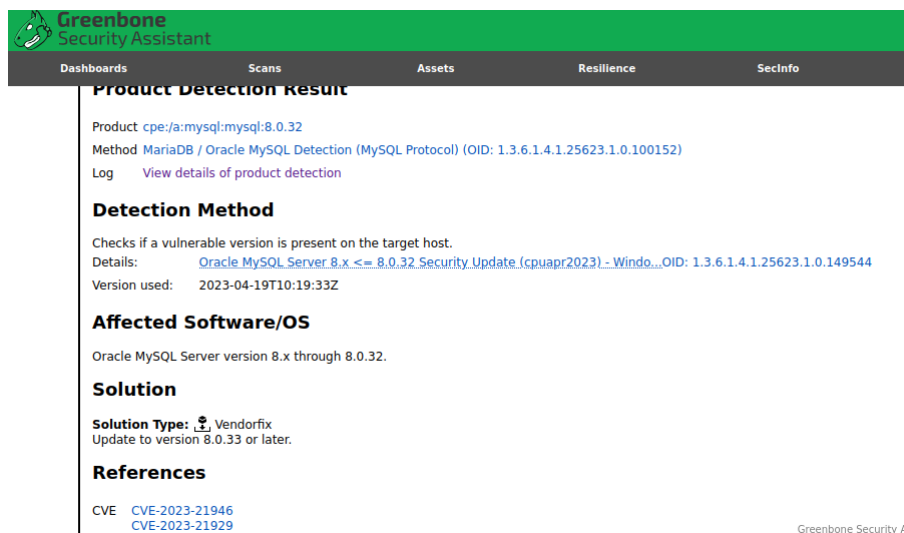 Greenbone
Security Assistant
Dashboards Scans Assets Resilience SecInfo
Product Detection Result
Product cpe:/a:mysql:mysql:8.0.32
Method MariaDB / Oracle MySQL Detection (MySQL Protocol) (OID: 1.3.6.1.4.1.25623.1.0.100152)
Log View details of product detection
Detection Method
Checks if a vulnerable version is present on the target host.
Details: Oracle MySQL Server 8.x <= 8.0.32 Security Update (cpuapr2023) - Windo...OID: 1.3.6.1.4.1.25623.1.0.149544
Version used: 2023-04-19T10:19:33Z
Affected Software/OS
Oracle MySQL Server version 8.x through 8.0.32.
Solution
Solution Type: Vendorfix
Update to version 8.0.33 or later.
References
CVE CVE-2023-21946
CVE-2023-21929
Greenbone Security A